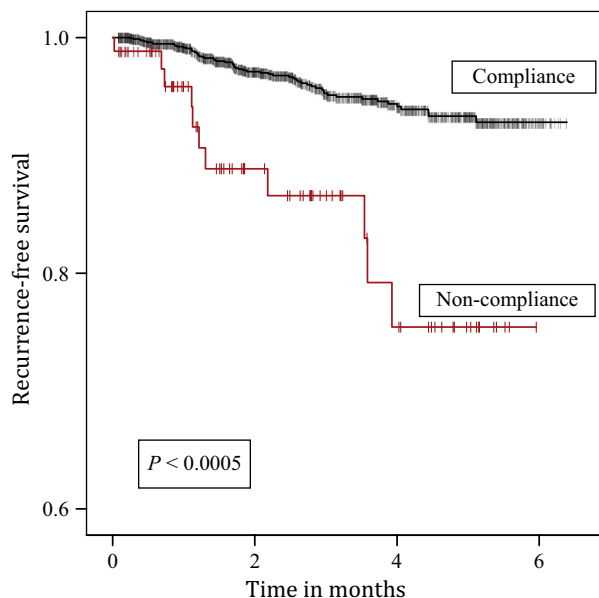 1.0
Compliance
Recurrence-free survival
0.8
Non-compliance
P < 0.0005
0.6
0 2 4 6
Time in months